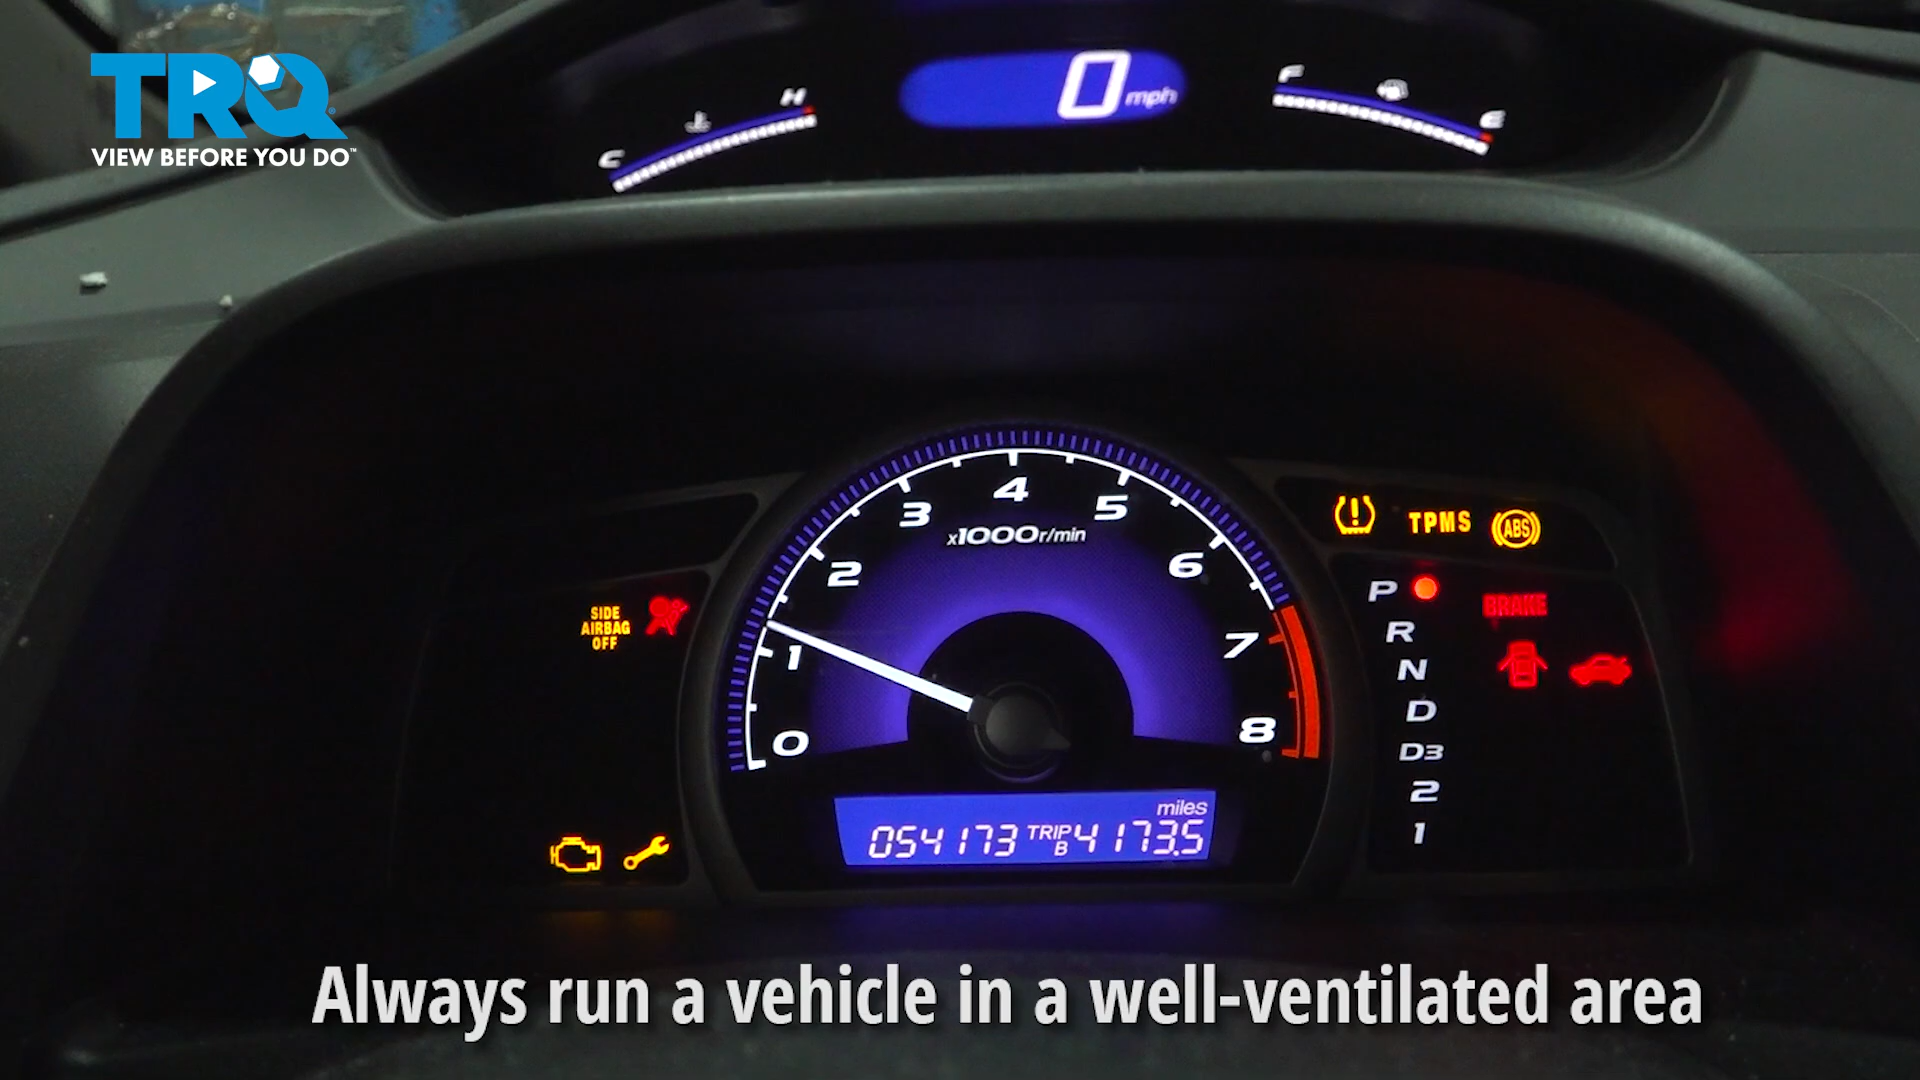 TRQ
VIEW BEFORE YOU DO™
C H
0 mph
F E
x1000r/min
0 1 2 3 4 5 6 7 8
SIDE
AIRBAG
OFF
TPMS ABS
P
R
N
D
D3
2
1
BRAKE
miles
054173 TRIP B 4173.5
Always run a vehicle in a well-ventilated area